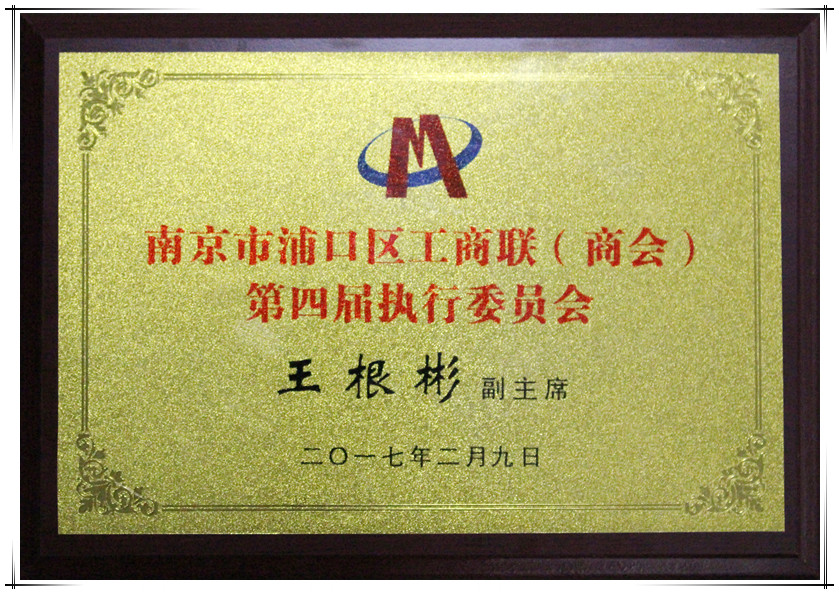 南京市浦口区工商联（商会）
第四届执行委员会
王根彬 副主席
二〇一七年二月九日